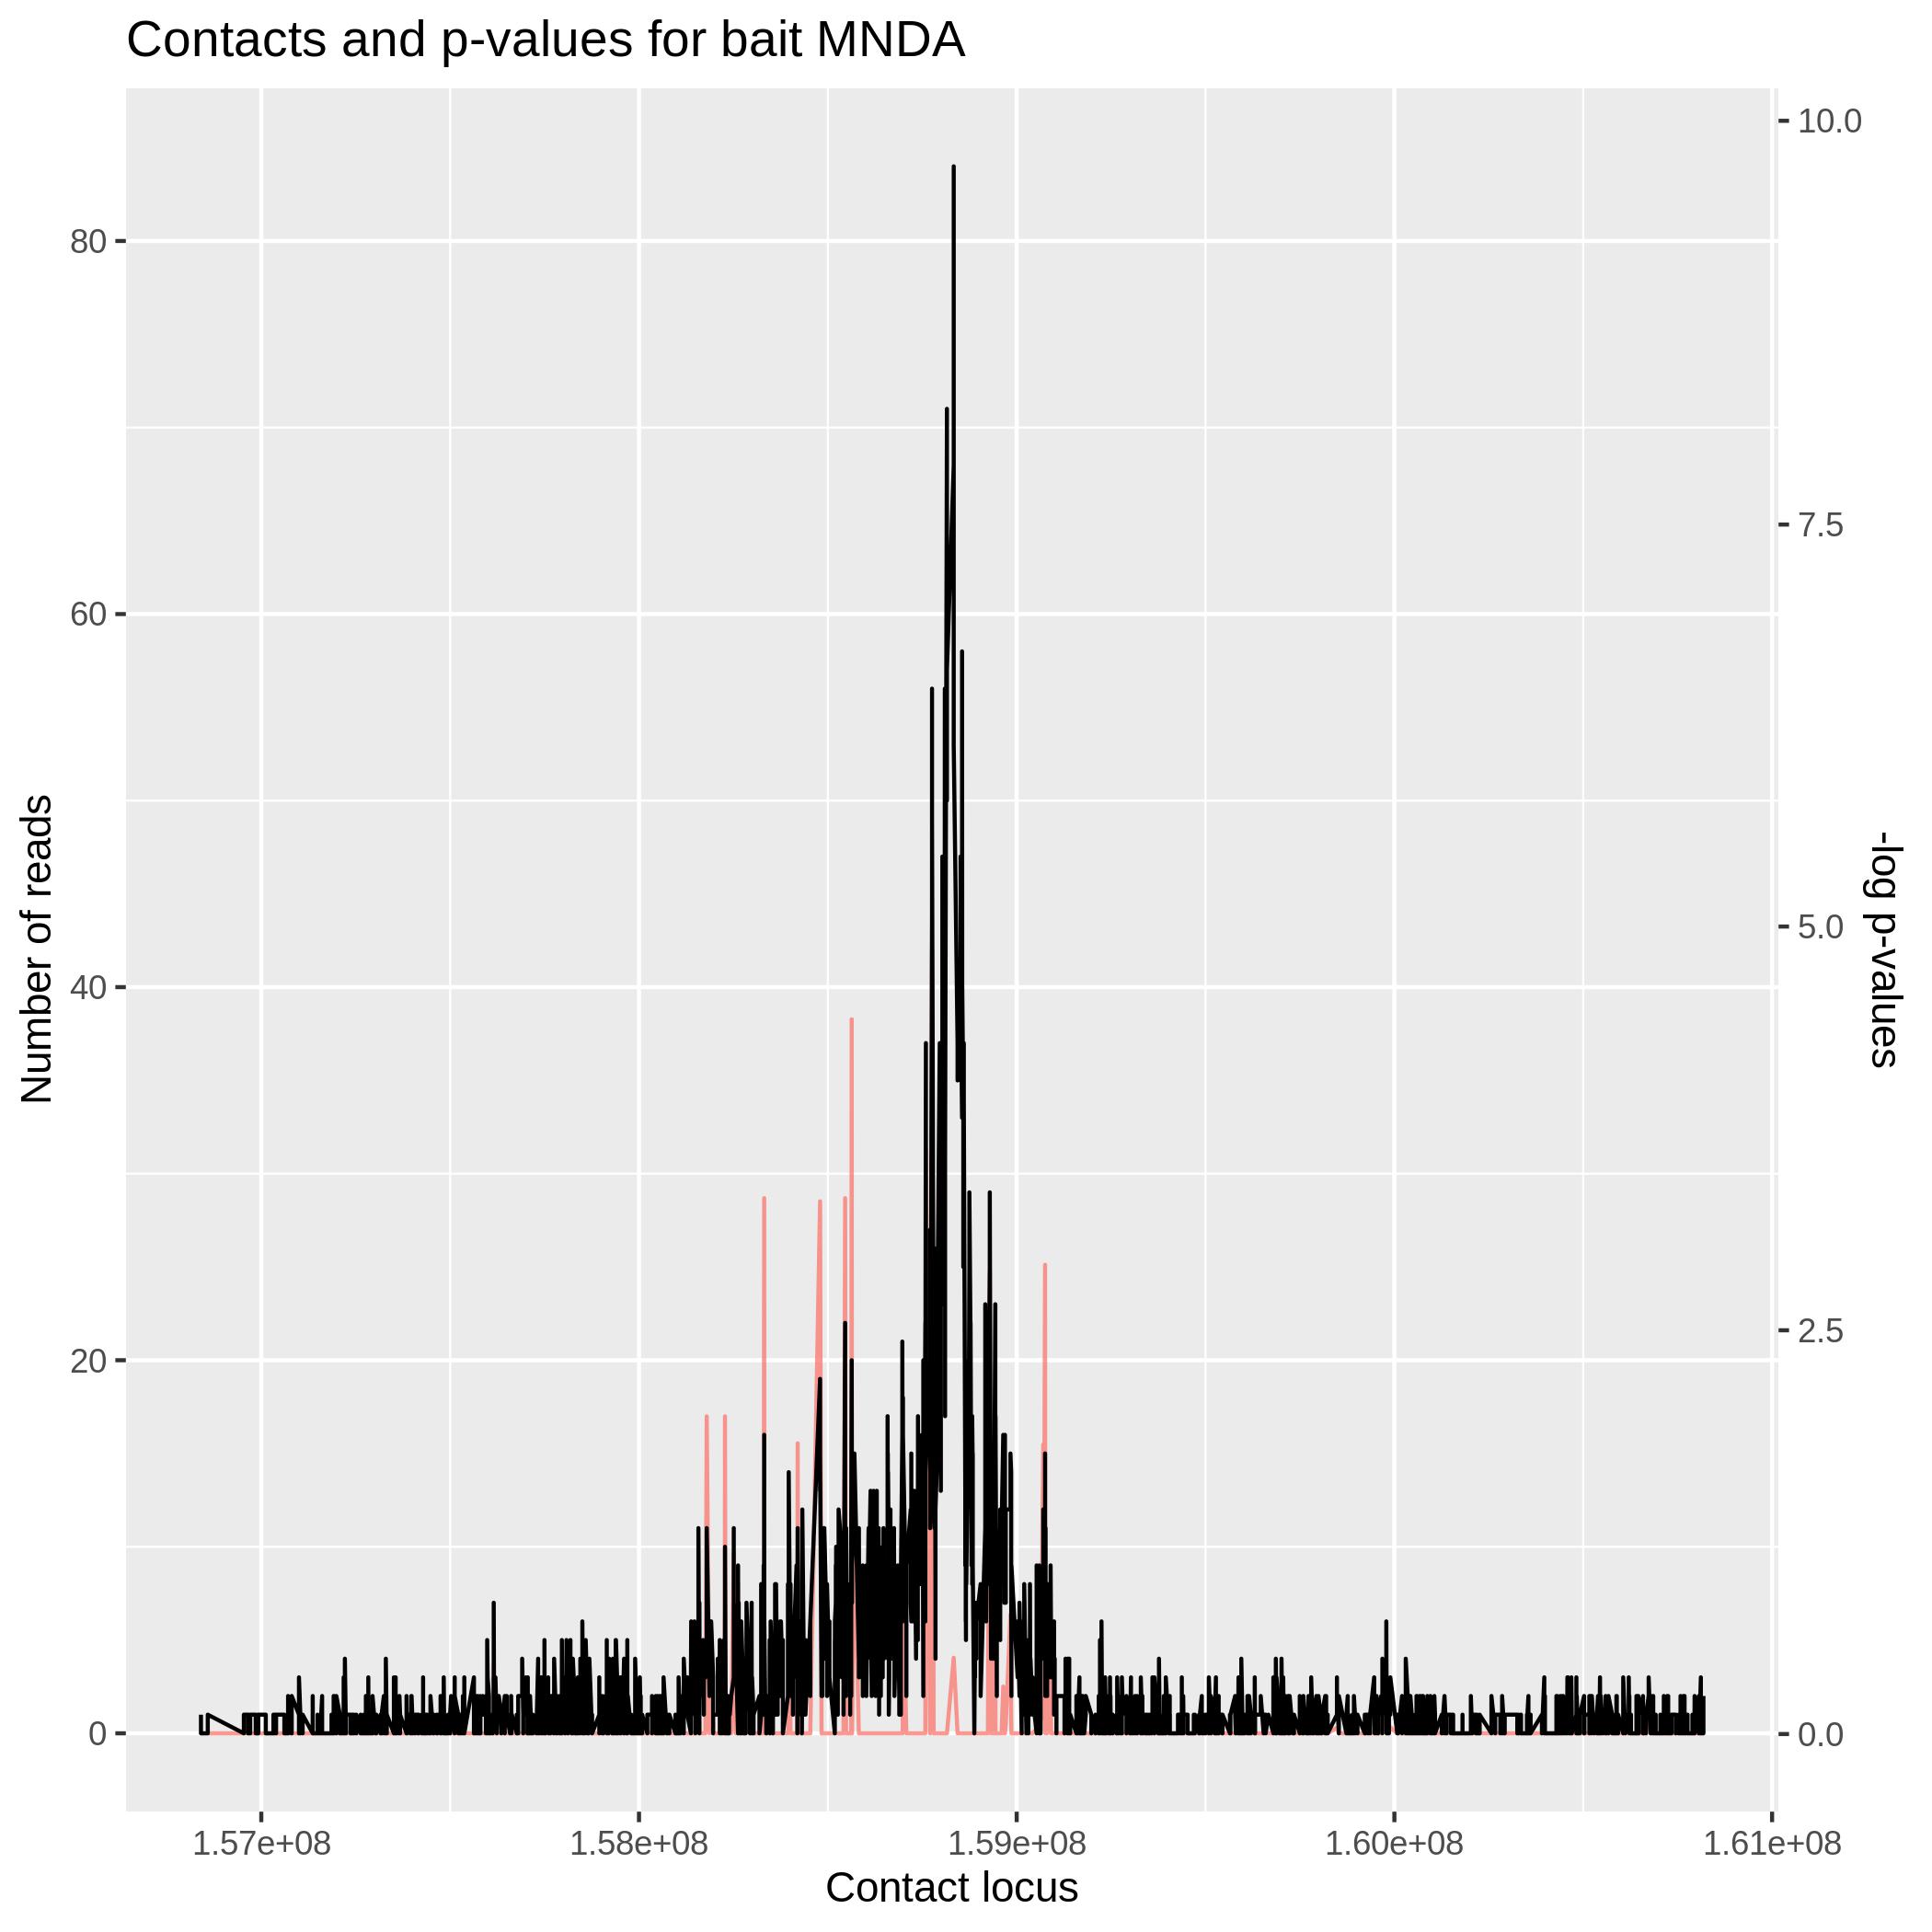 Contacts and p-values for bait MNDA
10.0
80
7.5
60
Number of reads
-log p-values
5.0
40
2.5
20
0
0.0
1.57e+08 1.58e+08 1.59e+08 1.60e+08 1.61e+08
Contact locus